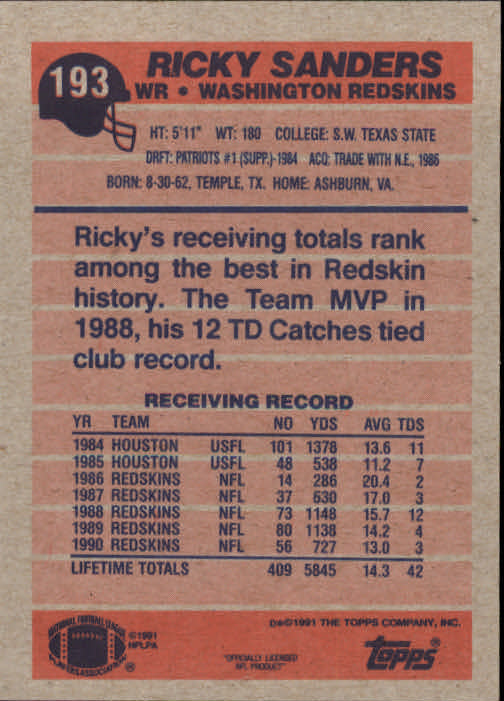 193
RICKY SANDERS
WR • WASHINGTON REDSKINS
HT: 5'11" WT: 180 COLLEGE: S.W. TEXAS STATE
DRFT: PATRIOTS #1 (SUPP.)-1984 ACQ: TRADE WITH N.E., 1986
BORN: 8-30-62, TEMPLE, TX. HOME: ASHBURN, VA.
Ricky's receiving totals rank
among the best in Redskin
history. The Team MVP in
1988, his 12 TD Catches tied
club record.
RECEIVING RECORD
YR TEAM NO YDS AVG TDS
1984 HOUSTON USFL 101 1378 13.6 11
1985 HOUSTON USFL 48 538 11.2 7
1986 REDSKINS NFL 14 286 20.4 2
1987 REDSKINS NFL 37 630 17.0 3
1988 REDSKINS NFL 73 1148 15.7 12
1989 REDSKINS NFL 80 1138 14.2 4
1990 REDSKINS NFL 56 727 13.0 3
LIFETIME TOTALS 409 5845 14.3 42
NATIONAL FOOTBALL LEAGUE
PLAYERS ASSOCIATION ®
©1991
NFLPA
"OFFICIALLY LICENSED
NFL PRODUCT"
D✻©1991 THE TOPPS COMPANY, INC.
topps®